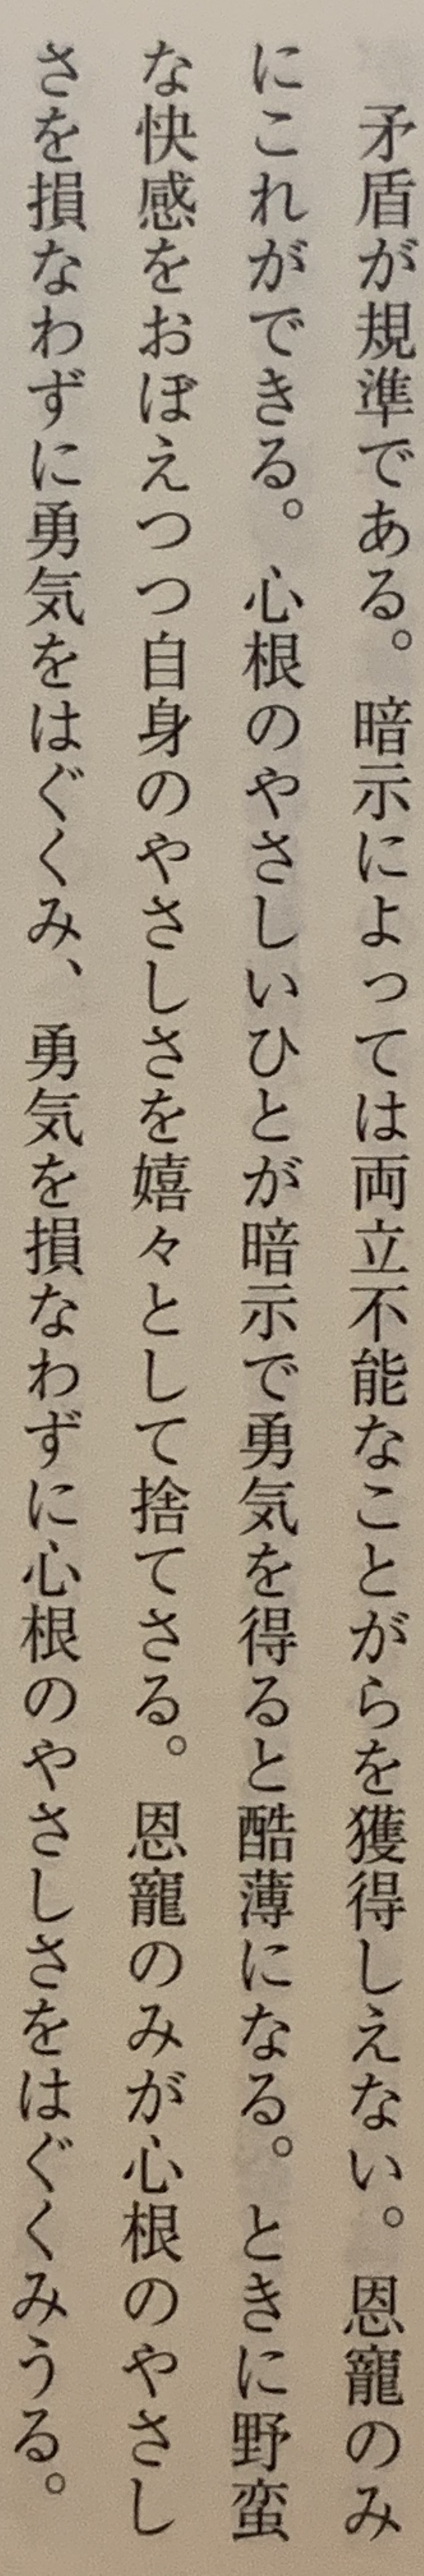 矛盾が規準である。暗示によっては両立不能なことがらを獲得しえない。恩寵のみ
にこれができる。心根のやさしいひとが暗示で勇気を得ると酷薄になる。ときに野蛮
な快感をおぼえつつ自身のやさしさを嬉々として捨てさる。恩寵のみが心根のやさし
さを損なわずに勇気をはぐくみ、勇気を損なわずに心根のやさしさをはぐくみうる。